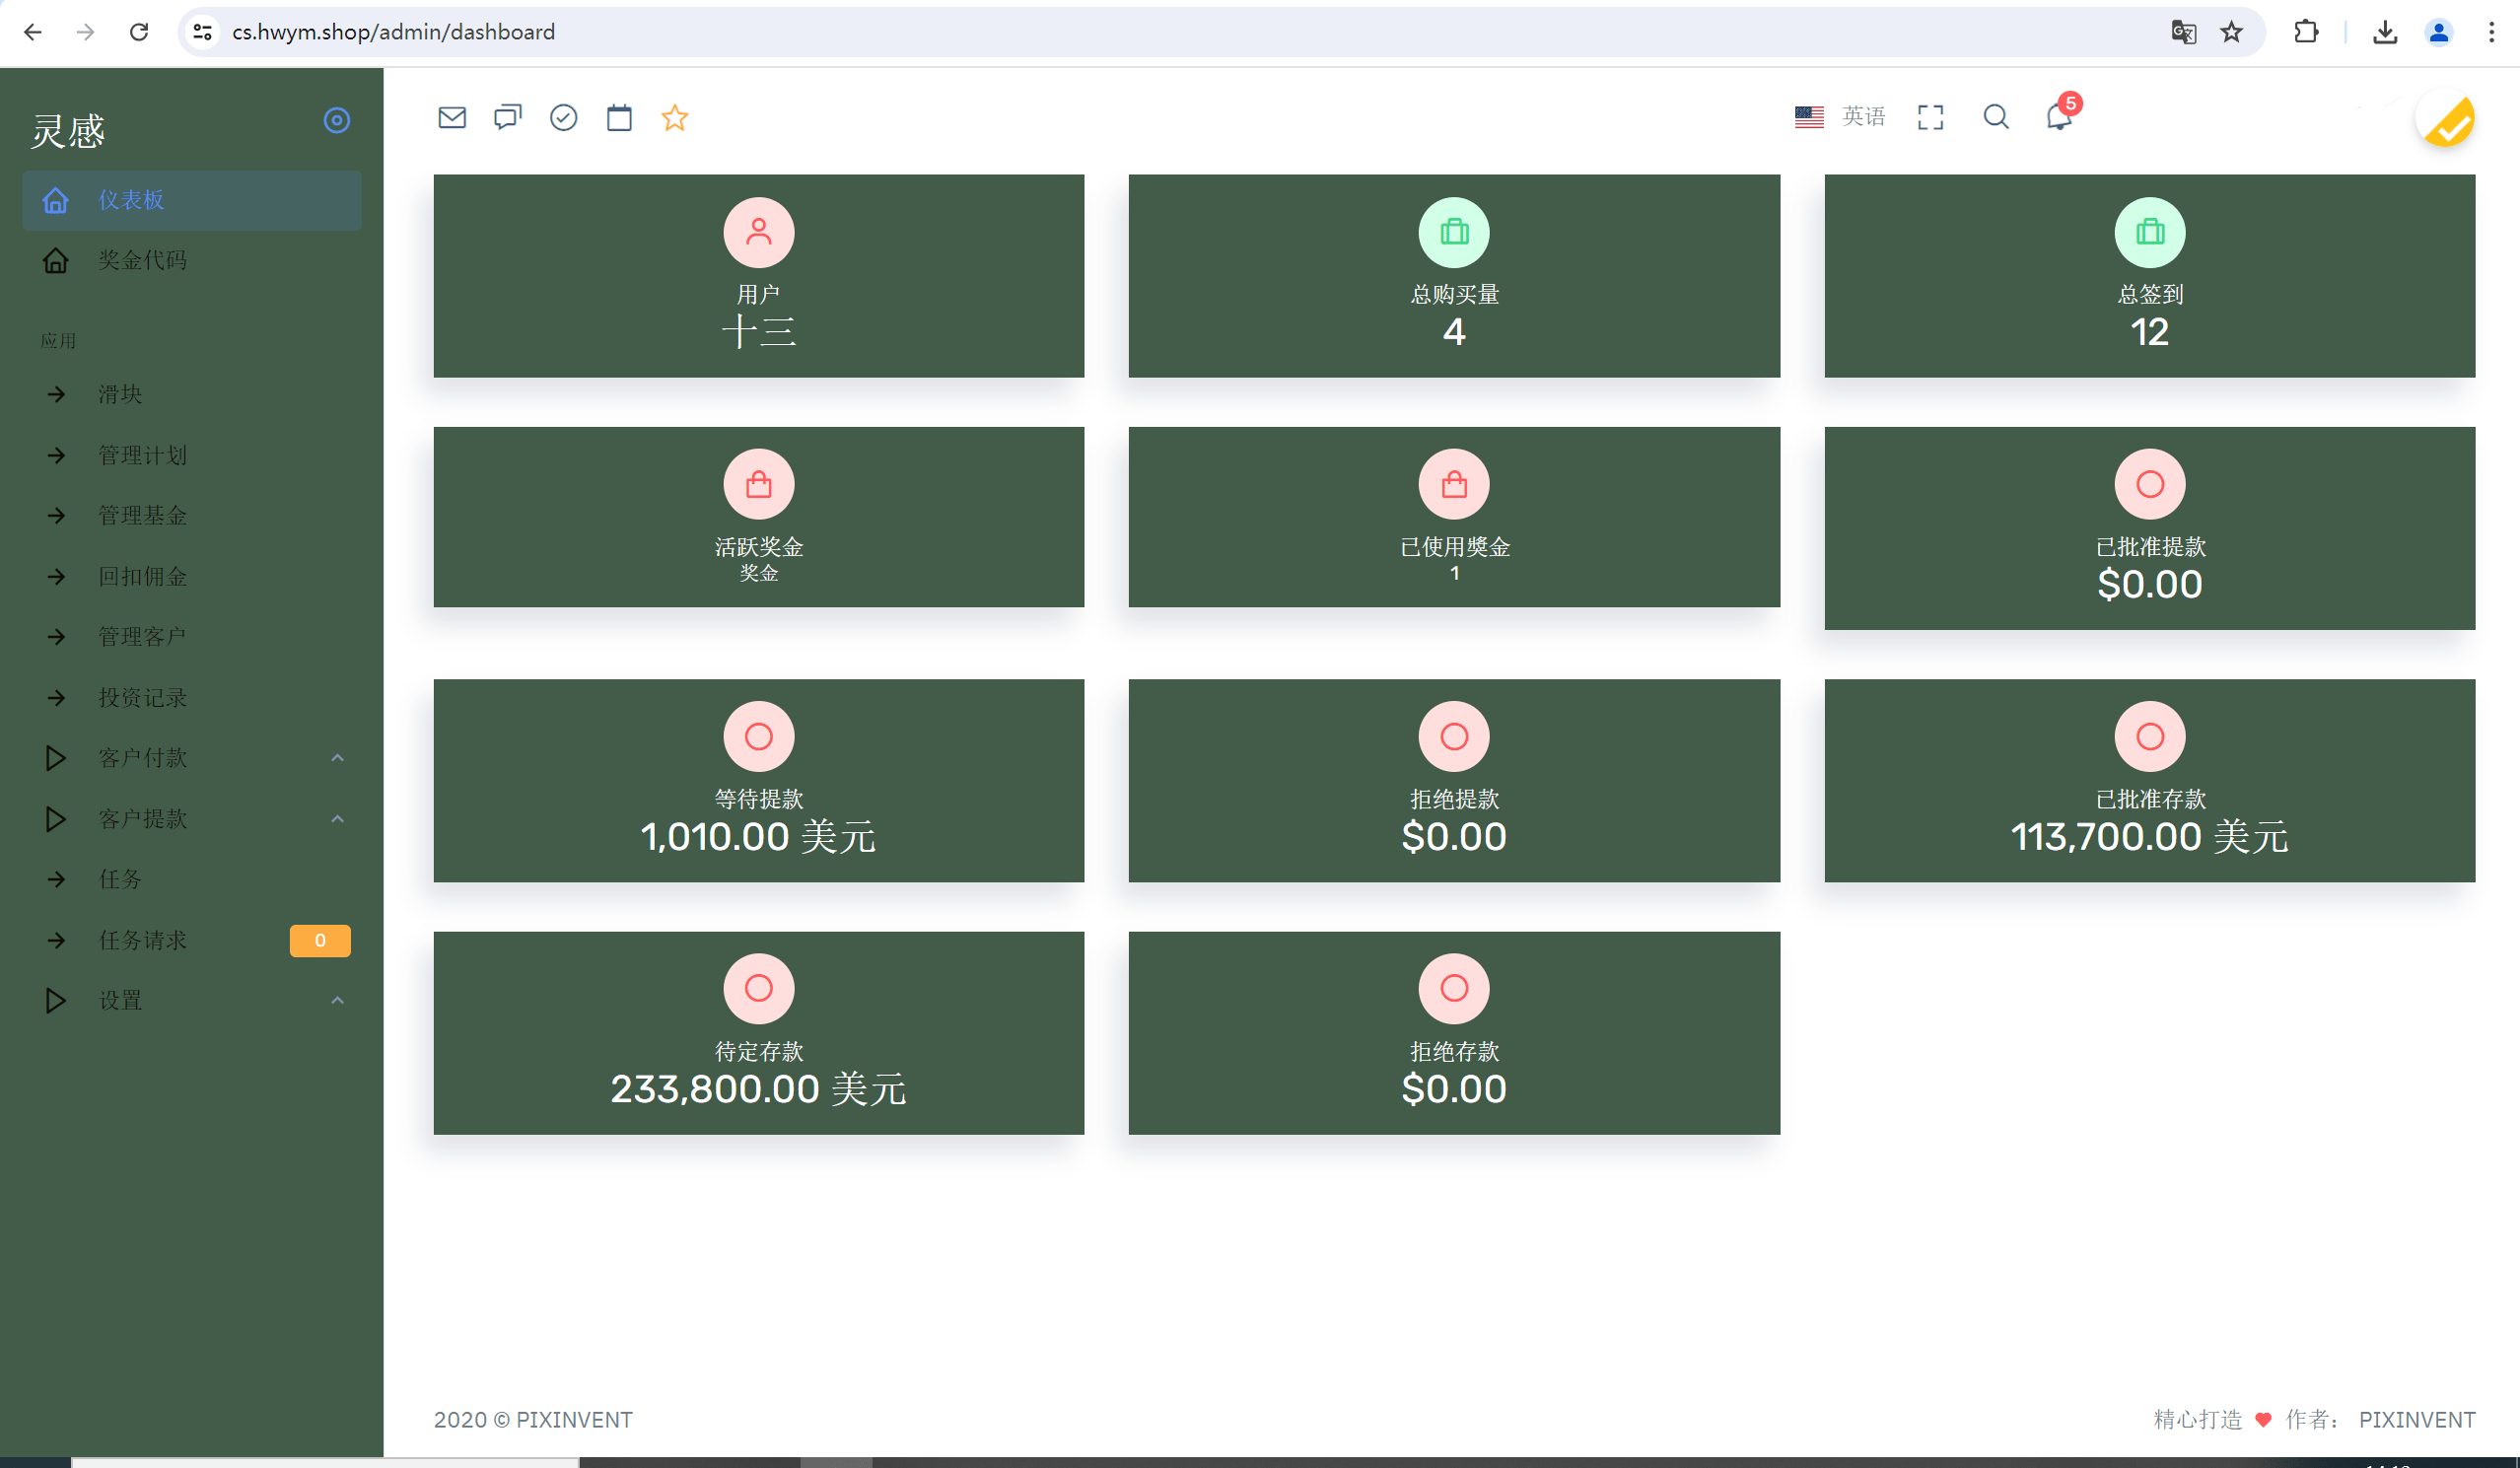 cs.hwym.shop/admin/dashboard
灵感
英语
5
仪表板
奖金代码
应用
滑块
管理计划
管理基金
回扣佣金
管理客户
投资记录
客户付款
客户提款
任务
任务请求
0
设置
用户
十三
总购买量
4
总签到
12
活跃奖金
奖金
已使用獎金
1
已批准提款
$0.00
等待提款
1,010.00 美元
拒绝提款
$0.00
已批准存款
113,700.00 美元
待定存款
233,800.00 美元
拒绝存款
$0.00
2020 © PIXINVENT
精心打造 ♥ 作者： PIXINVENT